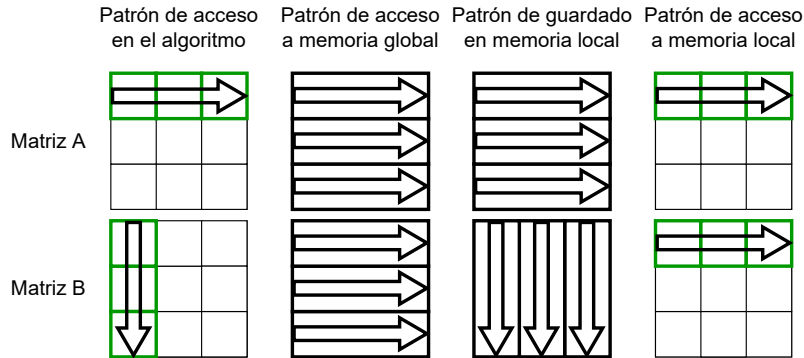 Patrón de acceso
en el algoritmo
Patrón de acceso
a memoria global
Patrón de guardado
en memoria local
Patrón de acceso
a memoria local
Matriz A
Matriz B